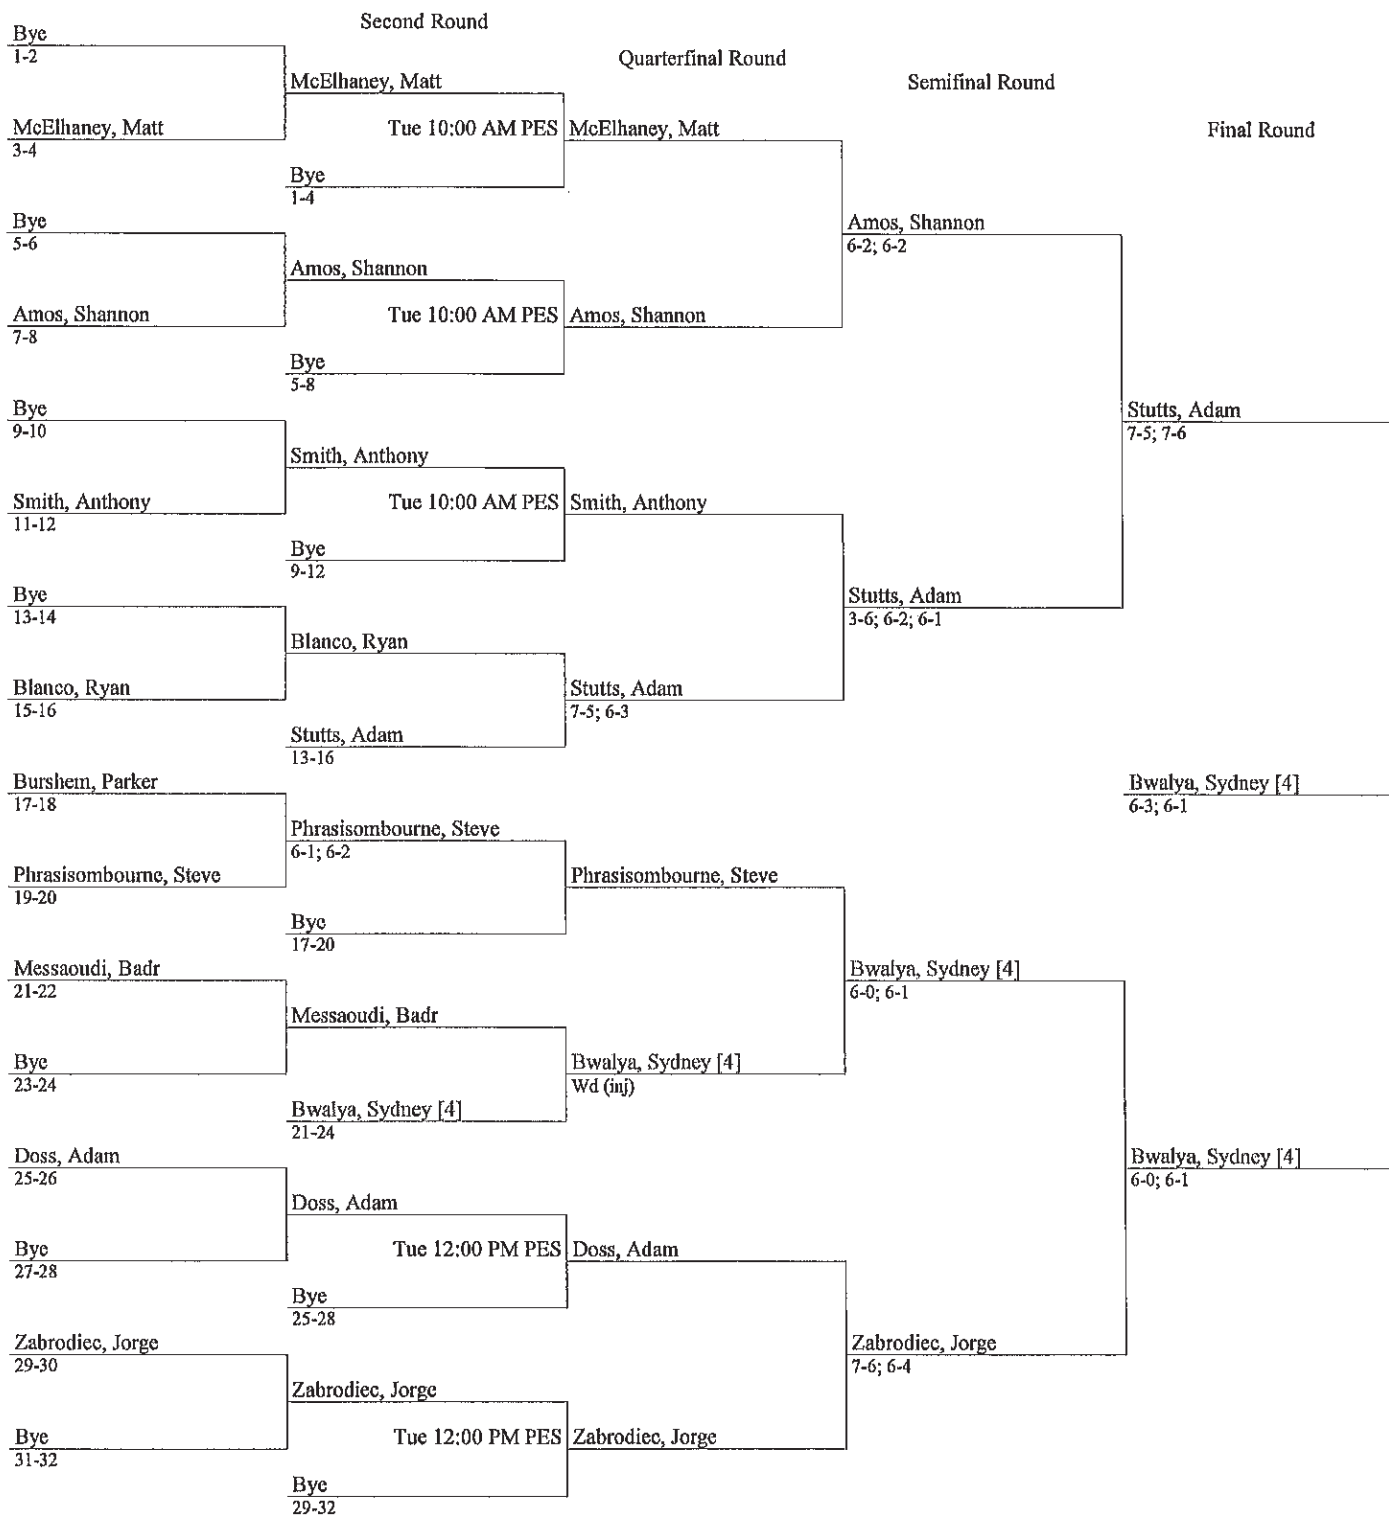 Second Round
Quarterfinal Round
Semifinal Round
Final Round
Bye
1-2
McElhaney, Matt
3-4
Bye
5-6
Amos, Shannon
7-8
Bye
9-10
Smith, Anthony
11-12
Bye
13-14
Blanco, Ryan
15-16
Burshem, Parker
17-18
Phrasisombourne, Steve
19-20
Messaoudi, Badr
21-22
Bye
23-24
Doss, Adam
25-26
Bye
27-28
Zabrodiec, Jorge
29-30
Bye
31-32
McElhaney, Matt
Tue 10:00 AM PES
Bye
1-4
Amos, Shannon
Tue 10:00 AM PES
Bye
5-8
Smith, Anthony
Tue 10:00 AM PES
Bye
9-12
Blanco, Ryan
Stutts, Adam
13-16
Phrasisombourne, Steve
6-1; 6-2
Bye
17-20
Messaoudi, Badr
Bwalya, Sydney [4]
21-24
Doss, Adam
Tue 12:00 PM PES
Bye
25-28
Zabrodiec, Jorge
Tue 12:00 PM PES
Bye
29-32
McElhaney, Matt
Amos, Shannon
Smith, Anthony
Stutts, Adam
7-5; 6-3
Phrasisombourne, Steve
Bwalya, Sydney [4]
Wd (inj)
Doss, Adam
Zabrodiec, Jorge
Amos, Shannon
6-2; 6-2
Stutts, Adam
3-6; 6-2; 6-1
Bwalya, Sydney [4]
6-0; 6-1
Zabrodiec, Jorge
7-6; 6-4
Stutts, Adam
7-5; 7-6
Bwalya, Sydney [4]
6-3; 6-1
Bwalya, Sydney [4]
6-0; 6-1